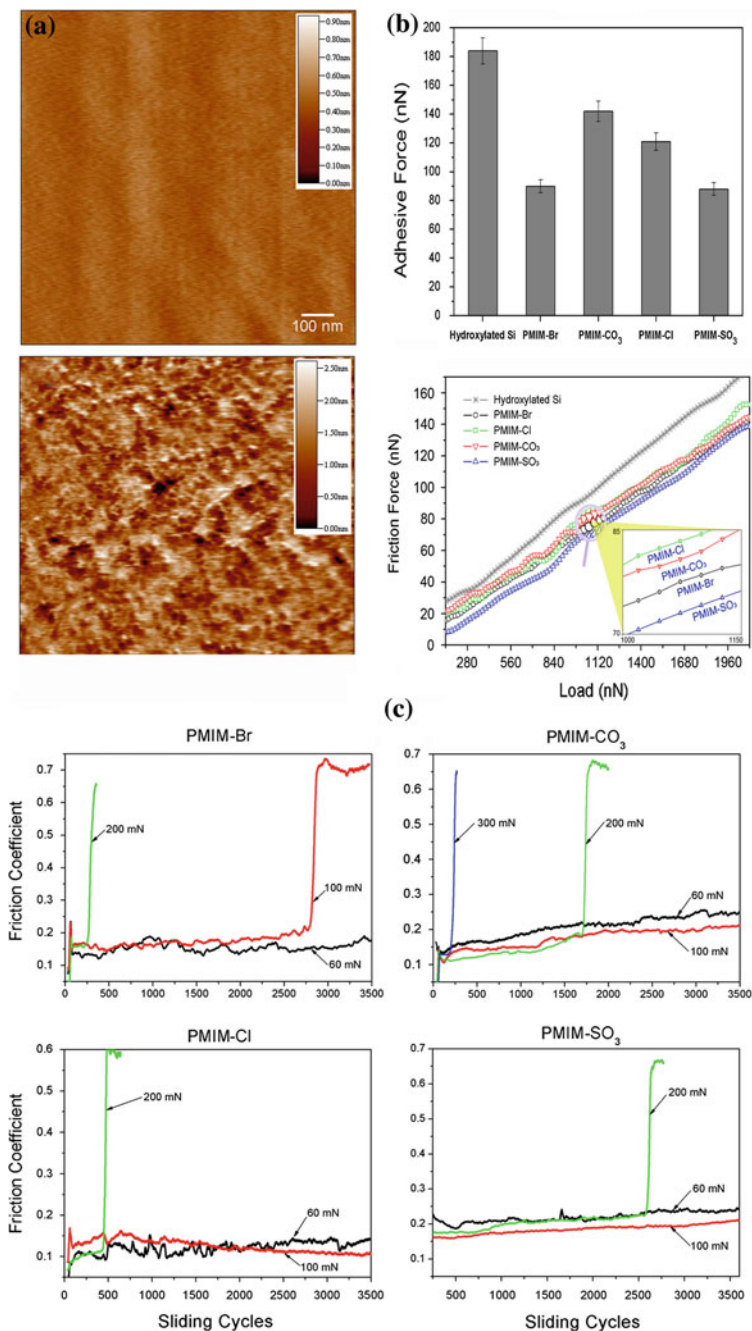 (a)
0.90nm
0.80nm
0.70nm
0.60nm
0.50nm
0.40nm
0.30nm
0.20nm
0.10nm
0.00nm
100 nm
2.50nm
2.00nm
1.50nm
1.00nm
0.50nm
0.00nm
(b)
Adhesive Force (nN)
200
180
160
140
120
100
80
60
40
20
0
Hydroxylated Si PMIM-Br PMIM-CO₃ PMIM-Cl PMIM-SO₃
Friction Force (nN)
160
140
120
100
80
60
40
20
0
Hydroxylated Si
PMIM-Br
PMIM-Cl
PMIM-CO₃
PMIM-SO₃
85
PMIM-Cl
PMIM-CO₃
PMIM-Br
PMIM-SO₃
70
1000 1150
280 560 840 1120 1400 1680 1960
Load (nN)
(c)
PMIM-Br
Friction Coefficient
0.7
0.6
0.5
0.4
0.3
0.2
0.1
200 mN
100 mN
60 mN
0 500 1000 1500 2000 2500 3000 3500
PMIM-CO₃
0.7
0.6
0.5
0.4
0.3
0.2
0.1
300 mN
200 mN
60 mN
100 mN
0 500 1000 1500 2000 2500 3000 3500
PMIM-Cl
Friction Coefficient
0.6
0.5
0.4
0.3
0.2
0.1
200 mN
60 mN
100 mN
0 500 1000 1500 2000 2500 3000 3500
Sliding Cycles
PMIM-SO₃
0.7
0.6
0.5
0.4
0.3
0.2
0.1
200 mN
60 mN
100 mN
500 1000 1500 2000 2500 3000 3500
Sliding Cycles